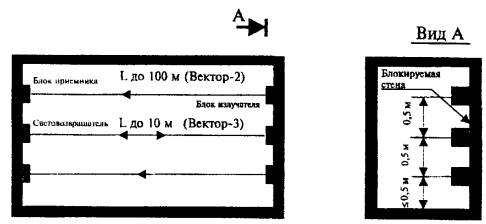 А
Вид А
Блок приемника
L до 100 м (Вектор-2)
Блок излучателя
Световозвращатель
L до 10 м (Вектор-3)
Блокируемая
стена
0,5 м
0,5 м
≤0,5 м